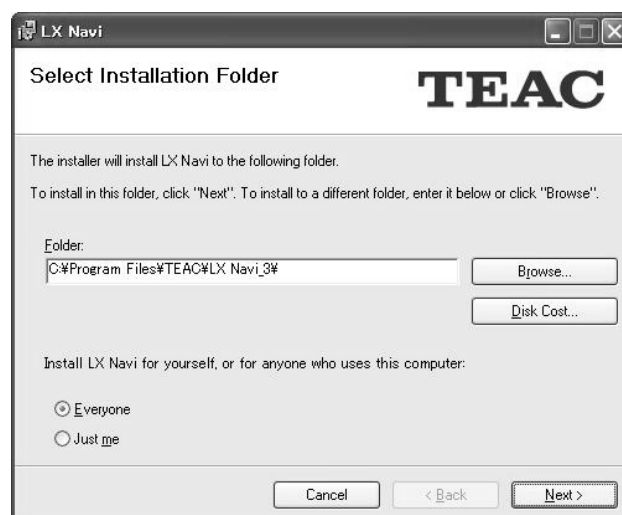 LX Navi
Select Installation Folder
TEAC
The installer will install LX Navi to the following folder.
To install in this folder, click "Next". To install to a different folder, enter it below or click "Browse".
Folder:
C:¥Program Files¥TEAC¥LX Navi_3¥
Browse...
Disk Cost...
Install LX Navi for yourself, or for anyone who uses this computer:
Everyone
Just me
Cancel
< Back
Next >